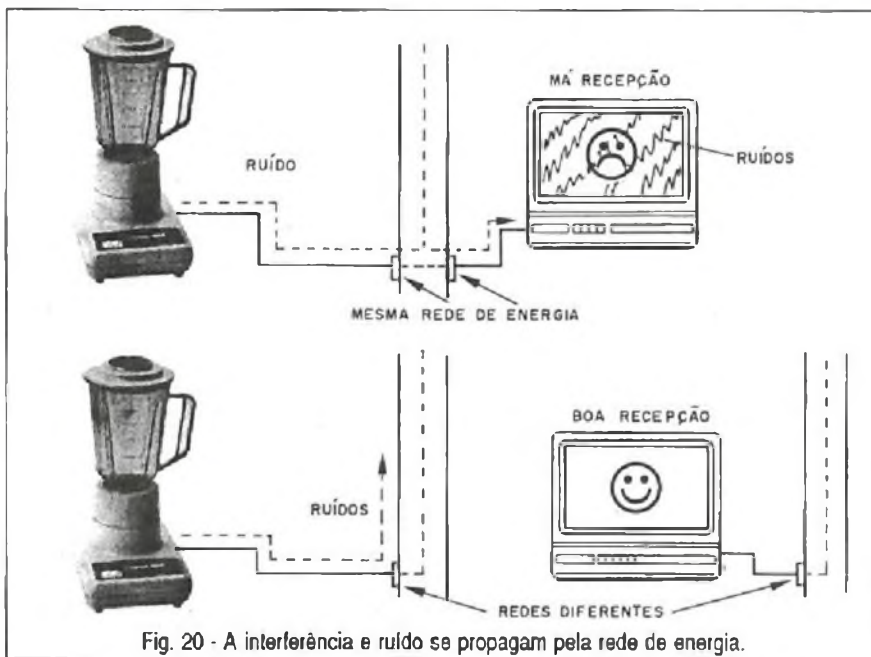 MÁ RECEPÇÃO
RUÍDO
RUÍDOS
MESMA REDE DE ENERGIA
BOA RECEPÇÃO
RUÍDOS
REDES DIFERENTES
Fig. 20 - A interferência e ruído se propagam pela rede de energia.